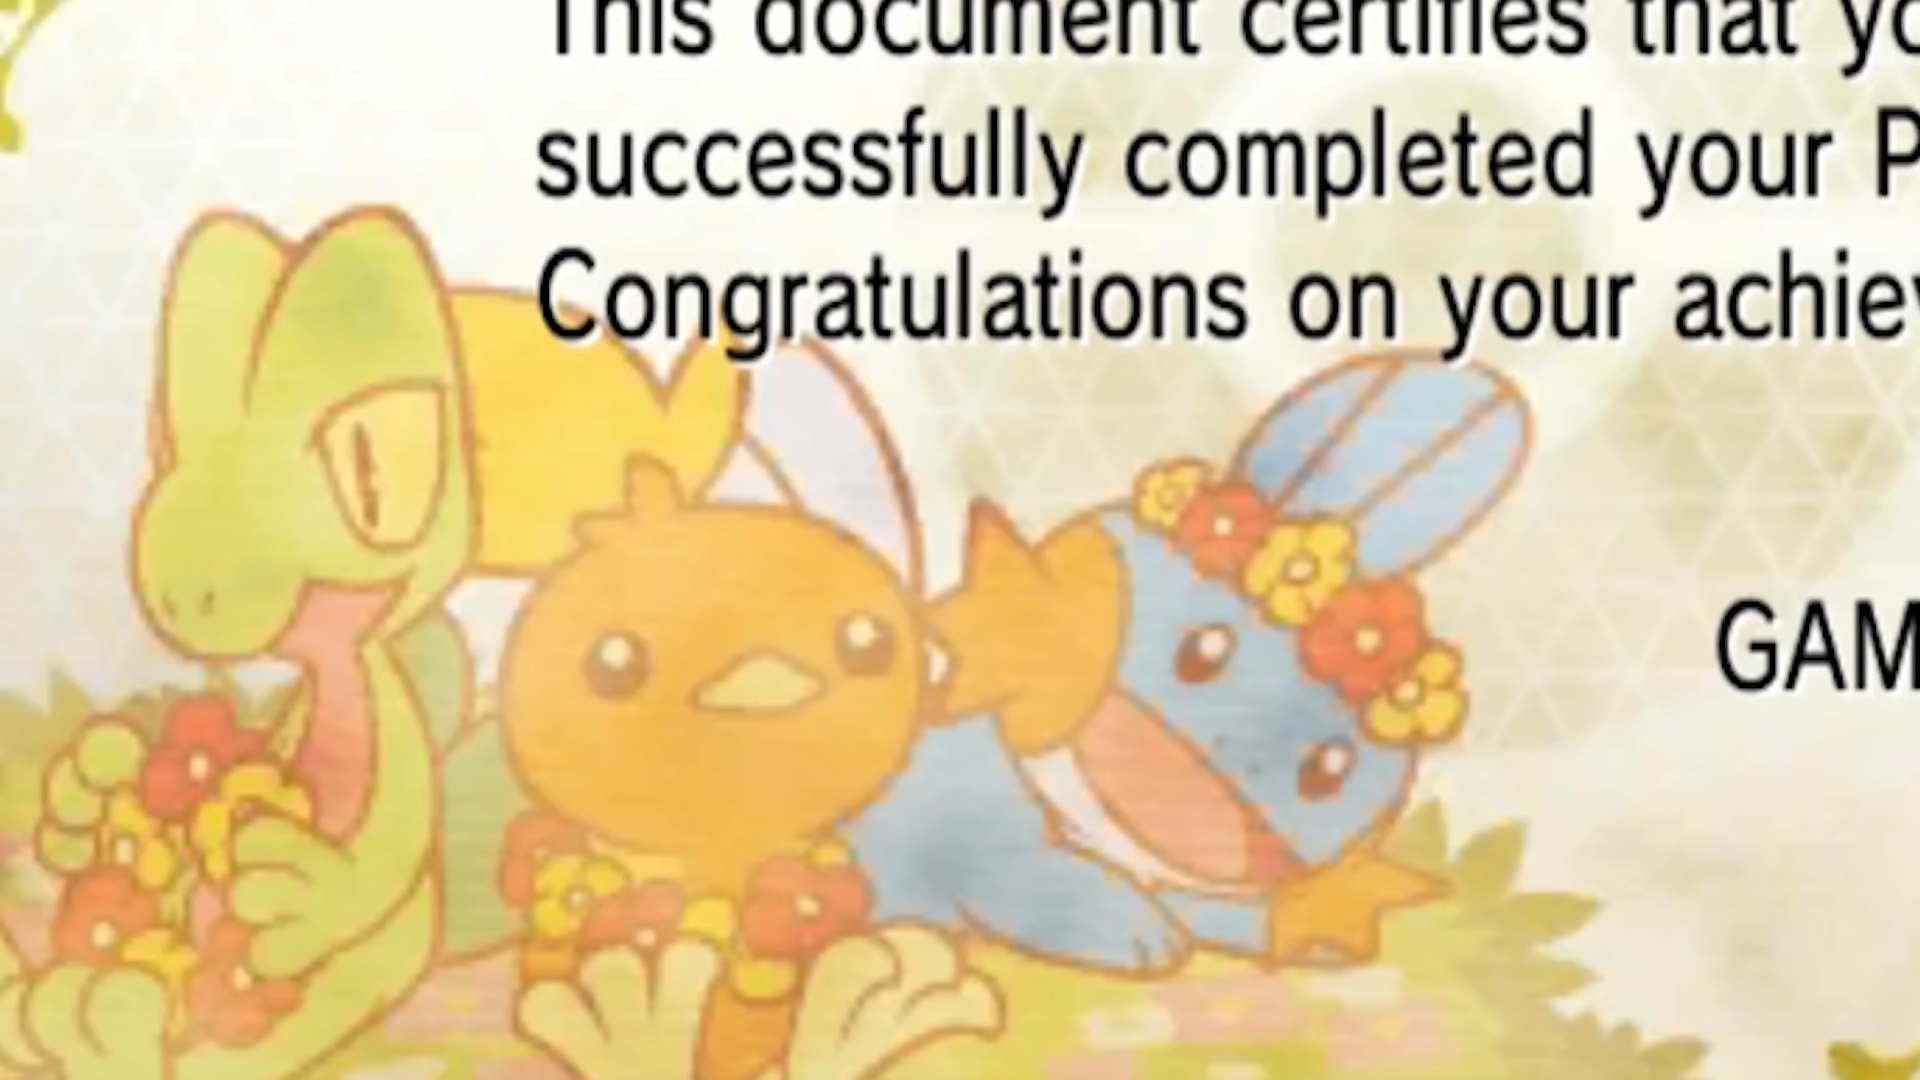 This document certifies that yo
successfully completed your P
Congratulations on your achiev
GAM